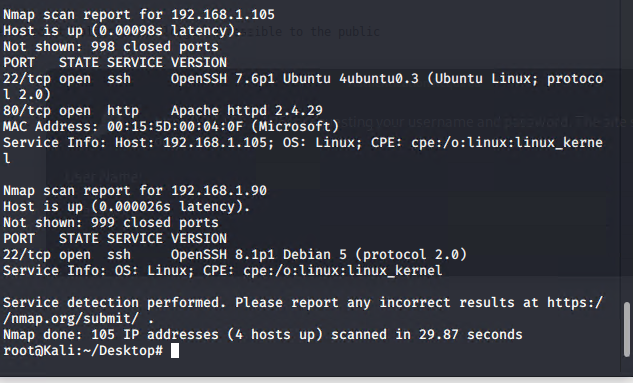 Nmap scan report for 192.168.1.105
Host is up (0.00098s latency).
Not shown: 998 closed ports
PORT   STATE SERVICE VERSION
22/tcp open  ssh     OpenSSH 7.6p1 Ubuntu 4ubuntu0.3 (Ubuntu Linux; protoco
l 2.0)
80/tcp open  http    Apache httpd 2.4.29
MAC Address: 00:15:5D:00:04:0F (Microsoft)
Service Info: Host: 192.168.1.105; OS: Linux; CPE: cpe:/o:linux:linux_kerne
l
User Name:
Nmap scan report for 192.168.1.90
Host is up (0.000026s latency).
Not shown: 999 closed ports
PORT   STATE SERVICE VERSION
22/tcp open  ssh     OpenSSH 8.1p1 Debian 5 (protocol 2.0)
Service Info: OS: Linux; CPE: cpe:/o:linux:linux_kernel
Service detection performed. Please report any incorrect results at https:/
/nmap.org/submit/ .
Nmap done: 105 IP addresses (4 hosts up) scanned in 29.87 seconds
root@Kali:~/Desktop#